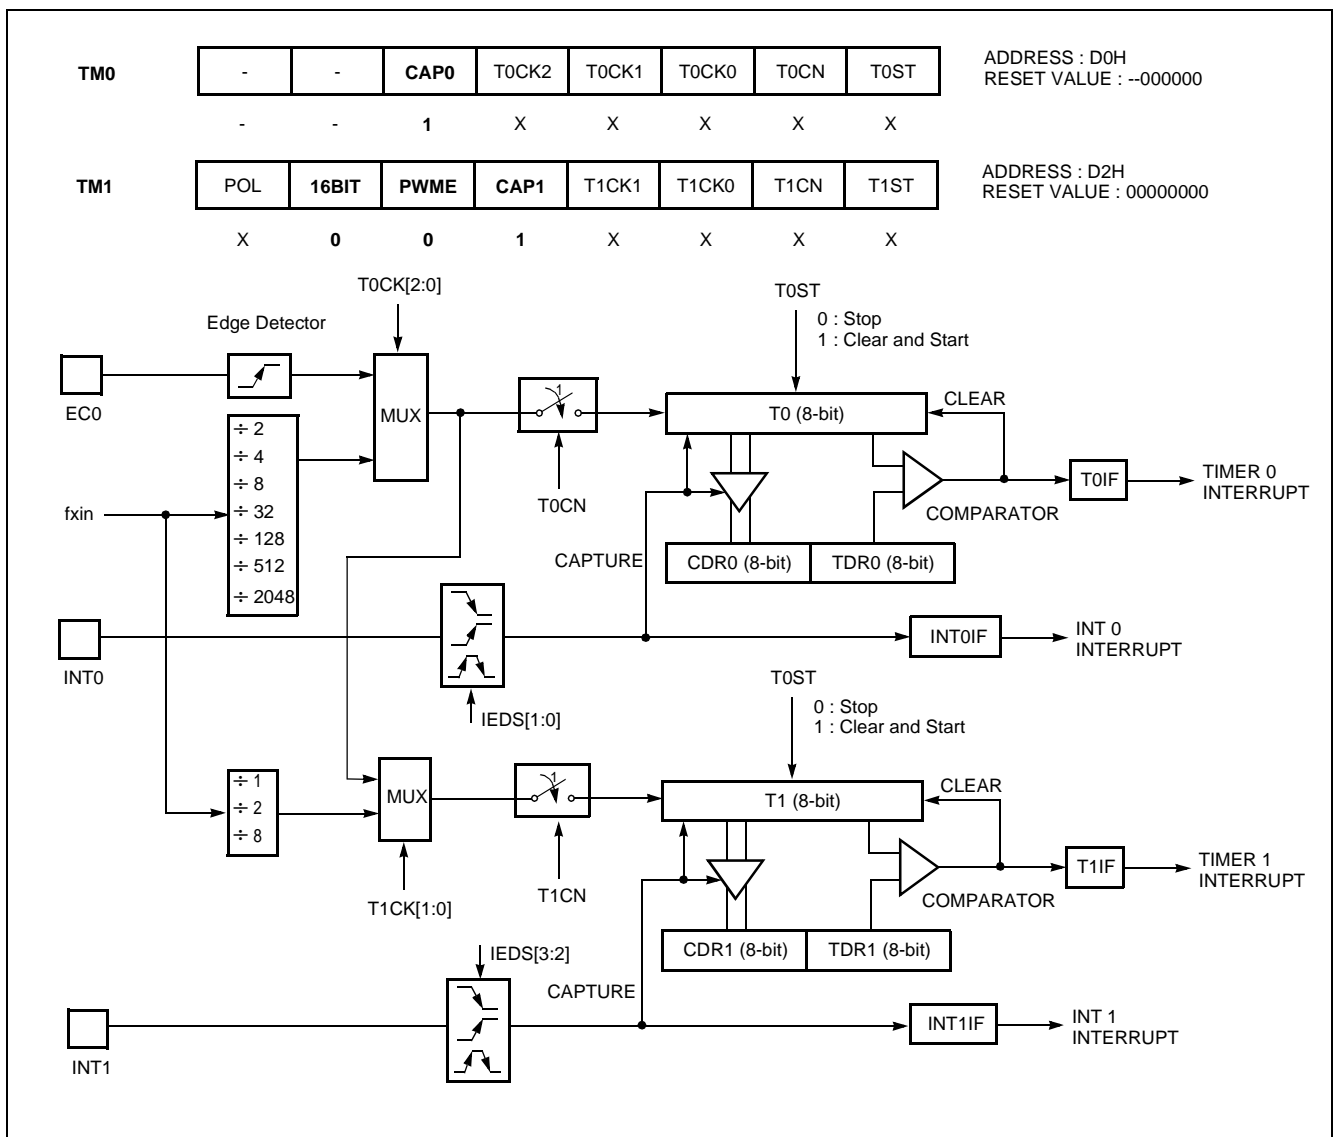 TM0 - - CAP0 T0CK2 T0CK1 T0CK0 T0CN T0ST
ADDRESS : D0H
RESET VALUE : --000000
- - 1 X X X X X
TM1 POL 16BIT PWME CAP1 T1CK1 T1CK0 T1CN T1ST
ADDRESS : D2H
RESET VALUE : 00000000
X 0 0 1 X X X X
T0CK[2:0]
T0ST
0 : Stop
1 : Clear and Start
Edge Detector
EC0
MUX
1
T0CN
T0 (8-bit)
CLEAR
COMPARATOR
T0IF
TIMER 0
INTERRUPT
÷ 2
÷ 4
÷ 8
÷ 32
÷ 128
÷ 512
÷ 2048
fxin
CAPTURE
CDR0 (8-bit)
TDR0 (8-bit)
INT0
IEDS[1:0]
INT0IF
INT 0
INTERRUPT
T0ST
0 : Stop
1 : Clear and Start
÷ 1
÷ 2
÷ 8
MUX
T1CK[1:0]
1
T1CN
T1 (8-bit)
CLEAR
COMPARATOR
T1IF
TIMER 1
INTERRUPT
CDR1 (8-bit)
TDR1 (8-bit)
IEDS[3:2]
CAPTURE
INT1
INT1IF
INT 1
INTERRUPT